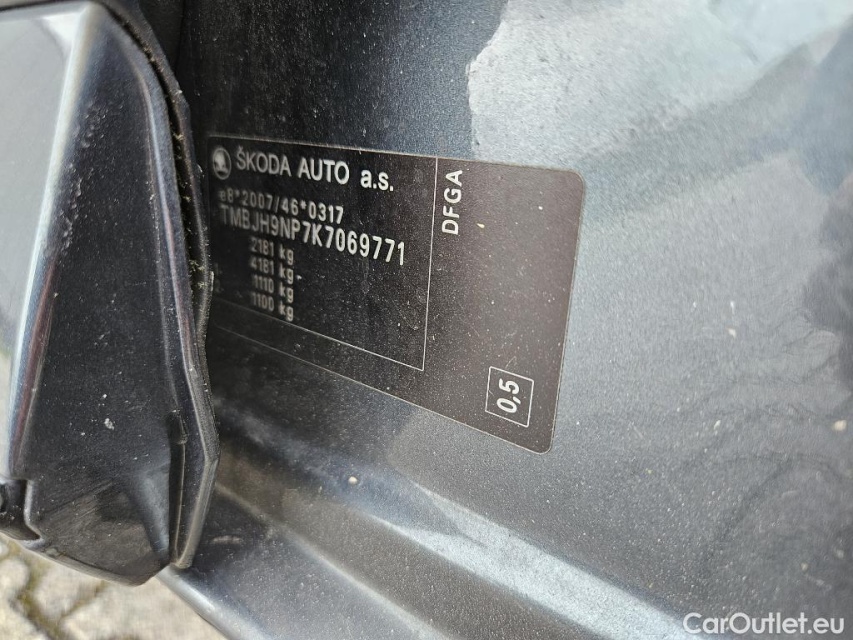 ŠKODA AUTO a.s.
e8*2007/46*0317
TMBJH9NP7K7069771
2181 kg
4181 kg
1110 kg
1100 kg
DFGA
0,5
CarOutlet.eu